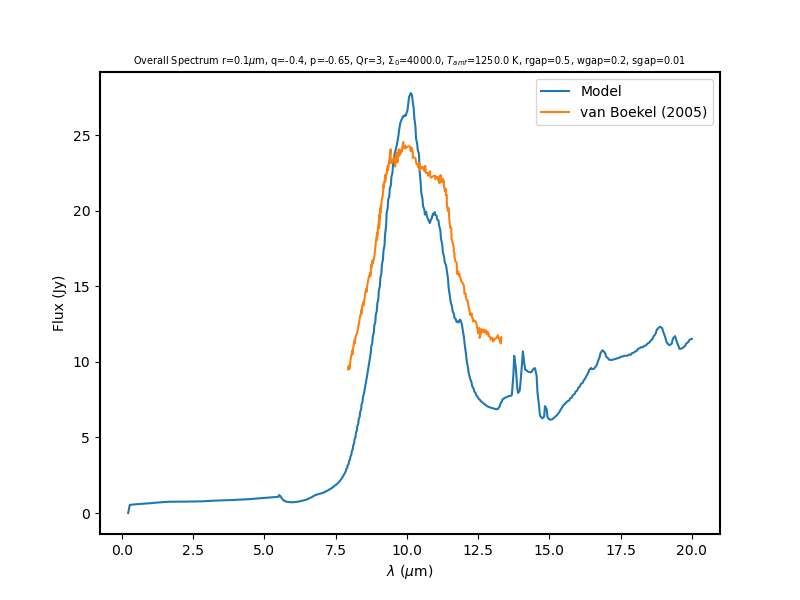 Overall Spectrum r=0.1μm, q=-0.4, p=-0.65, Qr=3, Σ₀=4000.0, T_amf=1250.0 K, rgap=0.5, wgap=0.2, sgap=0.01
Model
van Boekel (2005)
25
20
15
10
5
0
Flux (Jy)
0.0 2.5 5.0 7.5 10.0 12.5 15.0 17.5 20.0
λ (μm)